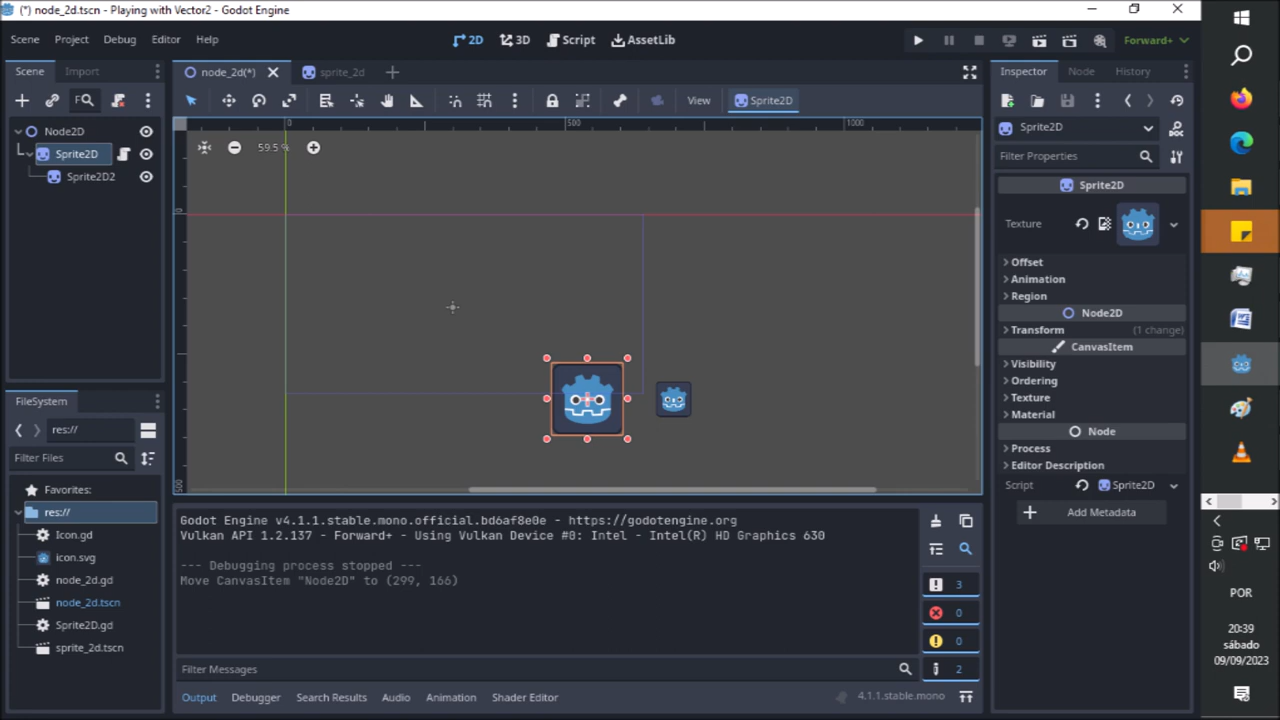 (*) node_2d.tscn - Playing with Vector2 - Godot Engine
Scene Project Debug Editor Help
2D 3D Script AssetLib
Forward+
Scene Import
node_2d(*) sprite_2d
Inspector Node History
View Sprite2D
Node2D
Sprite2D
Sprite2D2
0 500 1000
59.5 %
0
500
Sprite2D
Filter Properties
Sprite2D
Texture
Offset
Animation
Region
Node2D
Transform (1 change)
CanvasItem
Visibility
Ordering
Texture
Material
Node
Process
Editor Description
Script Sprite2D
Add Metadata
FileSystem
res://
Filter Files
Favorites:
res://
Icon.gd
icon.svg
node_2d.gd
node_2d.tscn
Sprite2D.gd
sprite_2d.tscn
Godot Engine v4.1.1.stable.mono.official.bd6af8e0e - https://godotengine.org
Vulkan API 1.2.137 - Forward+ - Using Vulkan Device #0: Intel - Intel(R) HD Graphics 630
--- Debugging process stopped ---
Move CanvasItem "Node2D" to (299, 166)
3
0
0
2
Filter Messages
Output Debugger Search Results Audio Animation Shader Editor
4.1.1.stable.mono
POR
20:39
sábado
09/09/2023